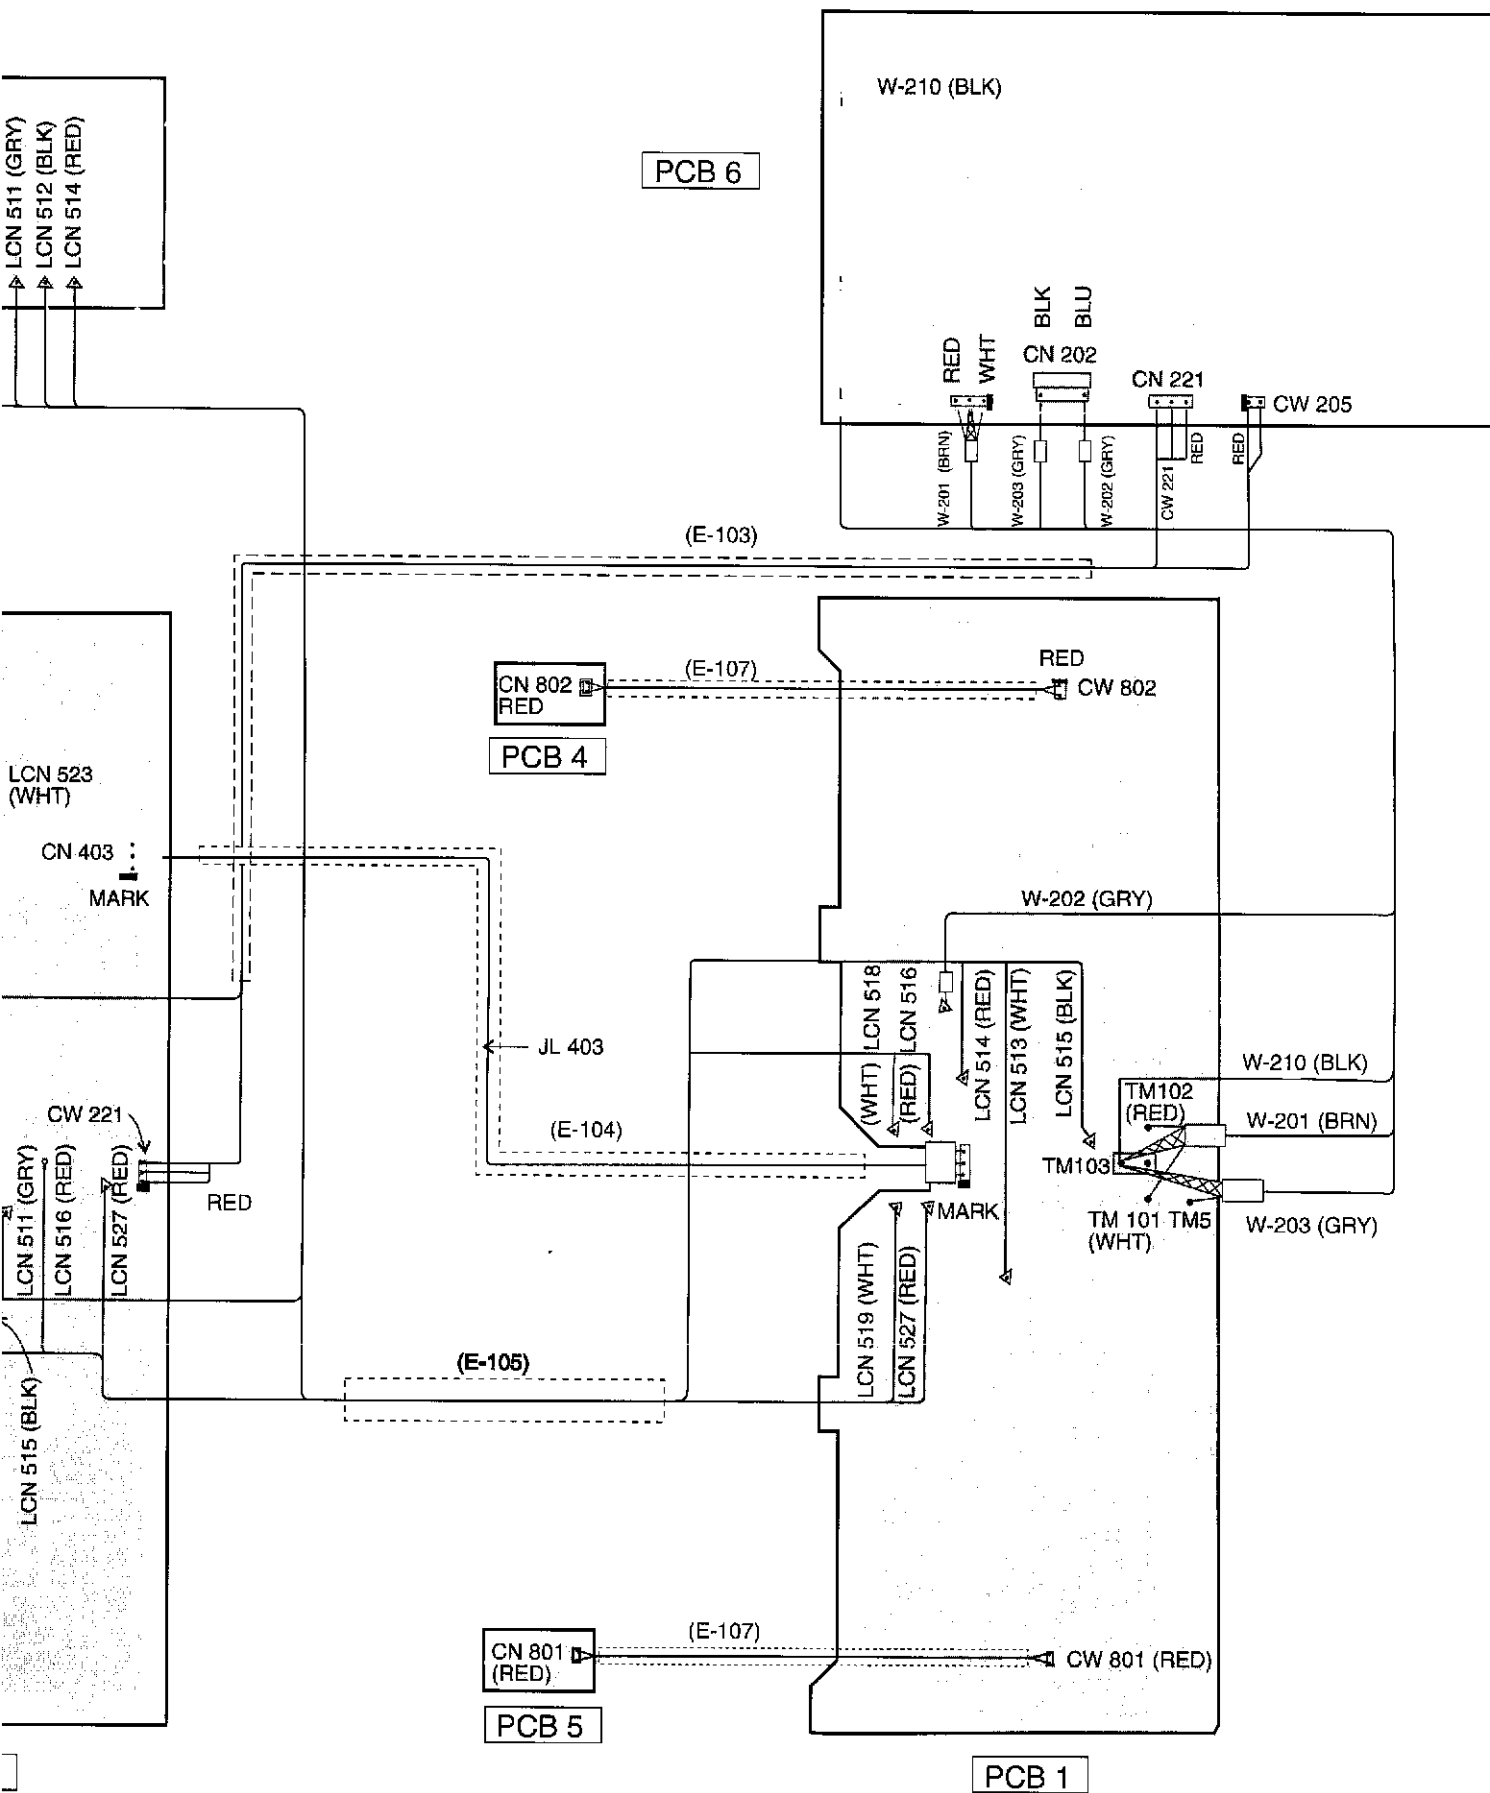 W-210 (BLK)
PCB 6
LCN 511 (GRY)
LCN 512 (BLK)
LCN 514 (RED)
RED
WHT
BLK
BLU
CN 202
CN 221
CW 205
W-201 (BRN)
W-203 (GRY)
W-202 (GRY)
CW 221
RED
RED
(E-103)
CN 802
RED
(E-107)
RED
CW 802
PCB 4
LCN 523
(WHT)
CN 403
MARK
W-202 (GRY)
(WHT) LCN 518
(RED) LCN 516
LCN 514 (RED)
LCN 513 (WHT)
LCN 515 (BLK)
JL 403
W-210 (BLK)
TM102
(RED)
W-201 (BRN)
CW 221
(E-104)
TM103
LCN 511 (GRY)
LCN 516 (RED)
LCN 527 (RED)
RED
MARK
TM 101 TM5
(WHT)
W-203 (GRY)
LCN 519 (WHT)
LCN 527 (RED)
(E-105)
LCN 515 (BLK)
CN 801
(RED)
(E-107)
CW 801 (RED)
PCB 5
PCB 1